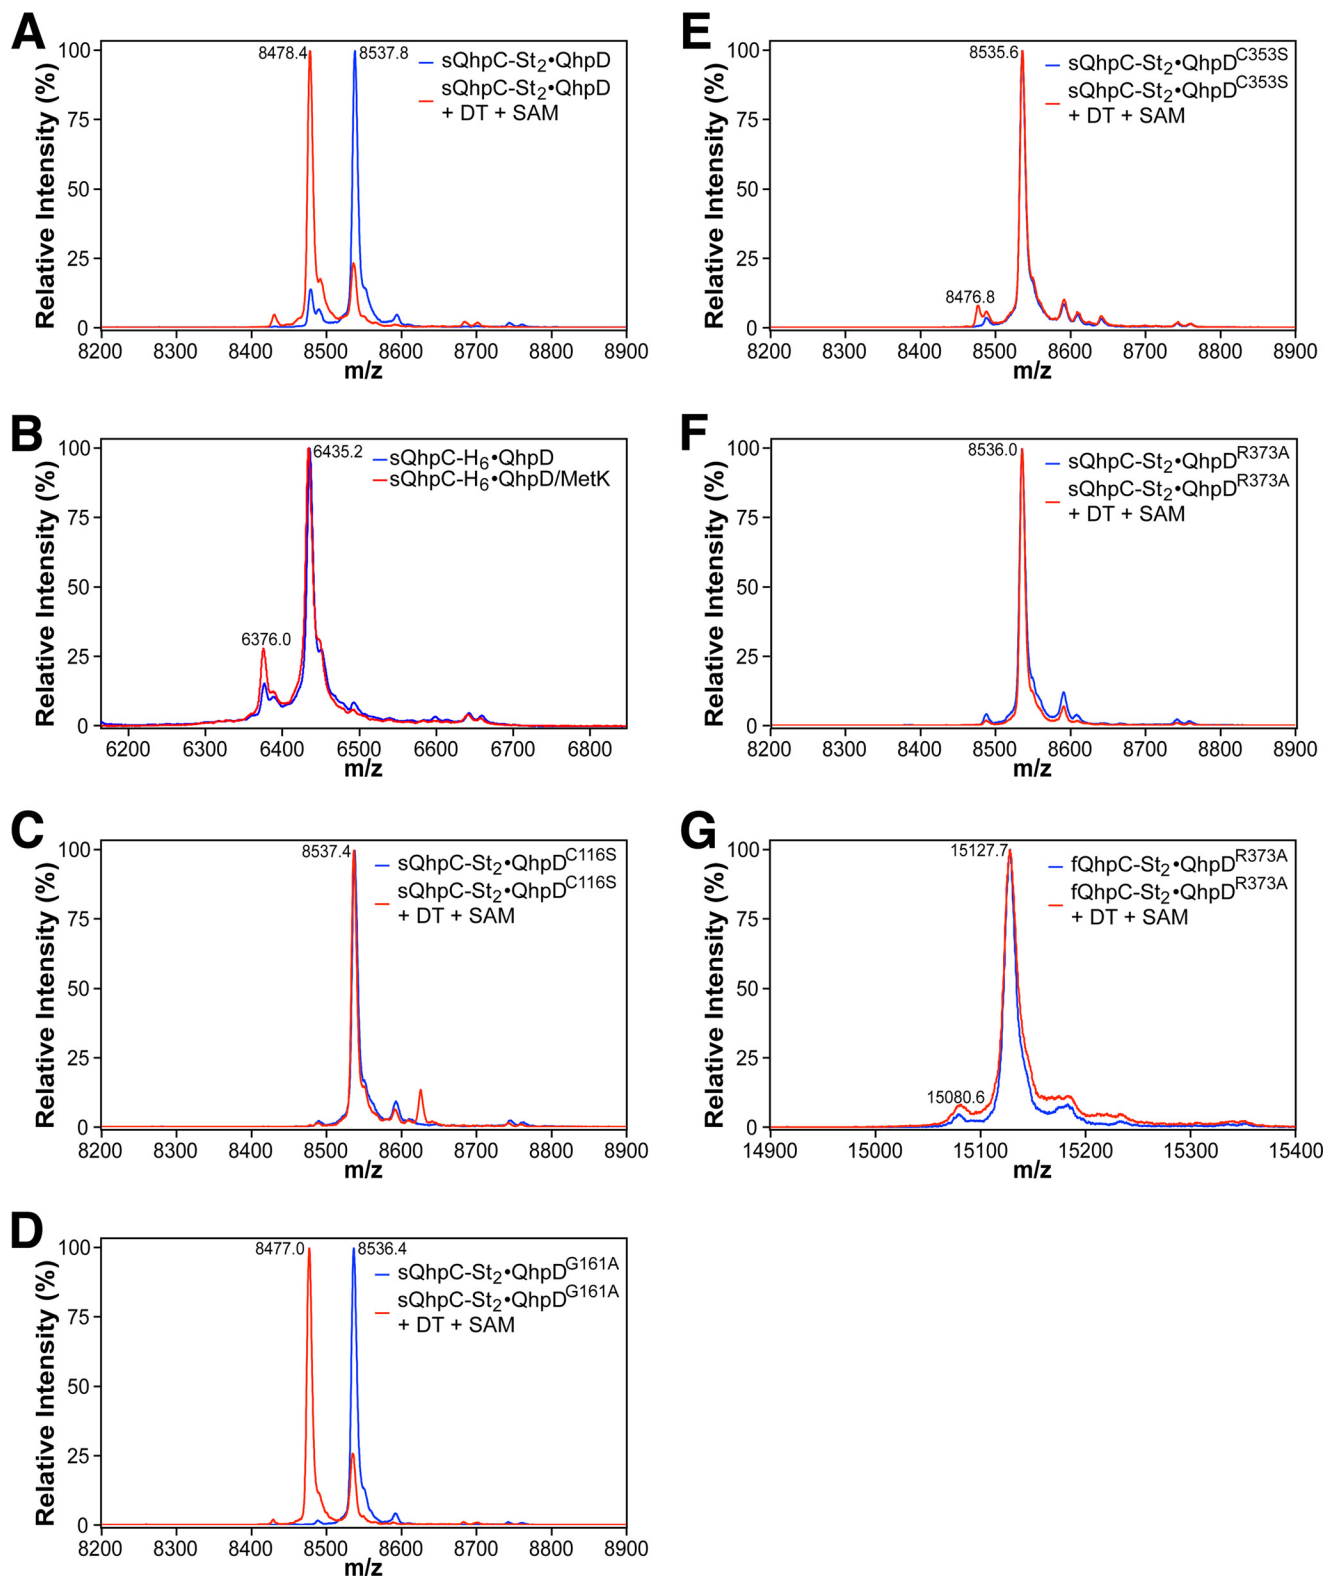 A
Relative Intensity (%)
100
75
50
25
0
8478.4
8537.8
sQhpC-St2•QhpD
sQhpC-St2•QhpD
+ DT + SAM
8200 8300 8400 8500 8600 8700 8800 8900
m/z
B
Relative Intensity (%)
100
75
50
25
0
6435.2
6376.0
sQhpC-H6•QhpD
sQhpC-H6•QhpD/MetK
6200 6300 6400 6500 6600 6700 6800
m/z
C
Relative Intensity (%)
100
75
50
25
0
8537.4
sQhpC-St2•QhpDC116S
sQhpC-St2•QhpDC116S
+ DT + SAM
8200 8300 8400 8500 8600 8700 8800 8900
m/z
D
Relative Intensity (%)
100
75
50
25
0
8477.0
8536.4
sQhpC-St2•QhpDG161A
sQhpC-St2•QhpDG161A
+ DT + SAM
8200 8300 8400 8500 8600 8700 8800 8900
m/z
E
Relative Intensity (%)
100
75
50
25
0
8535.6
8476.8
sQhpC-St2•QhpDC353S
sQhpC-St2•QhpDC353S
+ DT + SAM
8200 8300 8400 8500 8600 8700 8800 8900
m/z
F
Relative Intensity (%)
100
75
50
25
0
8536.0
sQhpC-St2•QhpDR373A
sQhpC-St2•QhpDR373A
+ DT + SAM
8200 8300 8400 8500 8600 8700 8800 8900
m/z
G
Relative Intensity (%)
100
75
50
25
0
15127.7
15080.6
fQhpC-St2•QhpDR373A
fQhpC-St2•QhpDR373A
+ DT + SAM
14900 15000 15100 15200 15300 15400
m/z